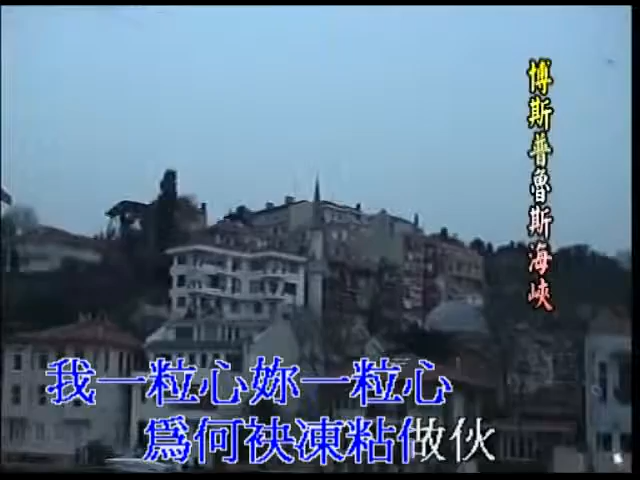 博斯普魯斯海峽
我一粒心妳一粒心
為何袂凍粘做伙